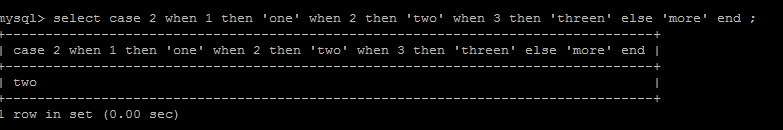 mysql> select case 2 when 1 then 'one' when 2 then 'two' when 3 then 'threen' else 'more' end ;
+--------------------------------------------------------------------------------+
| case 2 when 1 then 'one' when 2 then 'two' when 3 then 'threen' else 'more' end |
+--------------------------------------------------------------------------------+
| two |
+--------------------------------------------------------------------------------+
1 row in set (0.00 sec)